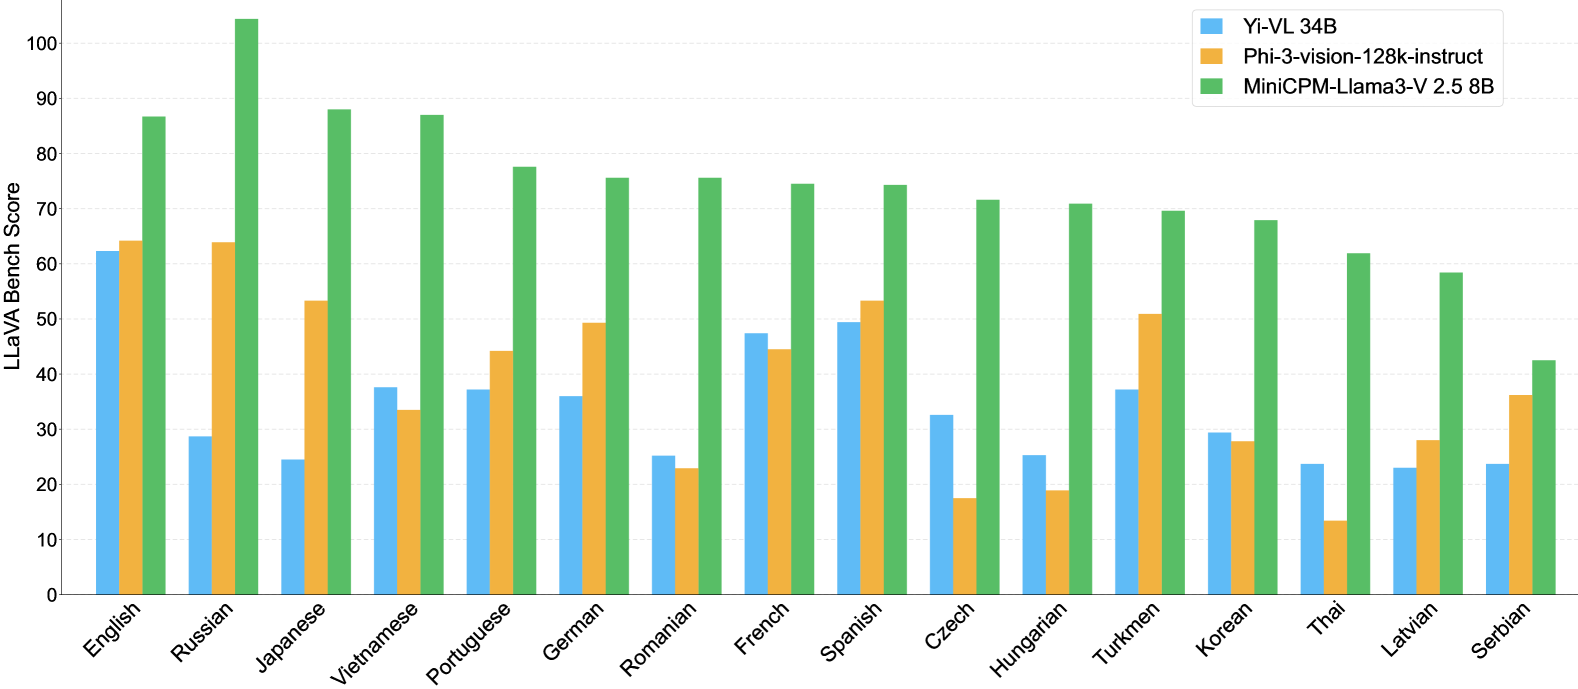 LLaVA Bench Score
100
90
80
70
60
50
40
30
20
10
0
Yi-VL 34B
Phi-3-vision-128k-instruct
MiniCPM-Llama3-V 2.5 8B
English
Russian
Japanese
Vietnamese
Portuguese
German
Romanian
French
Spanish
Czech
Hungarian
Turkmen
Korean
Thai
Latvian
Serbian